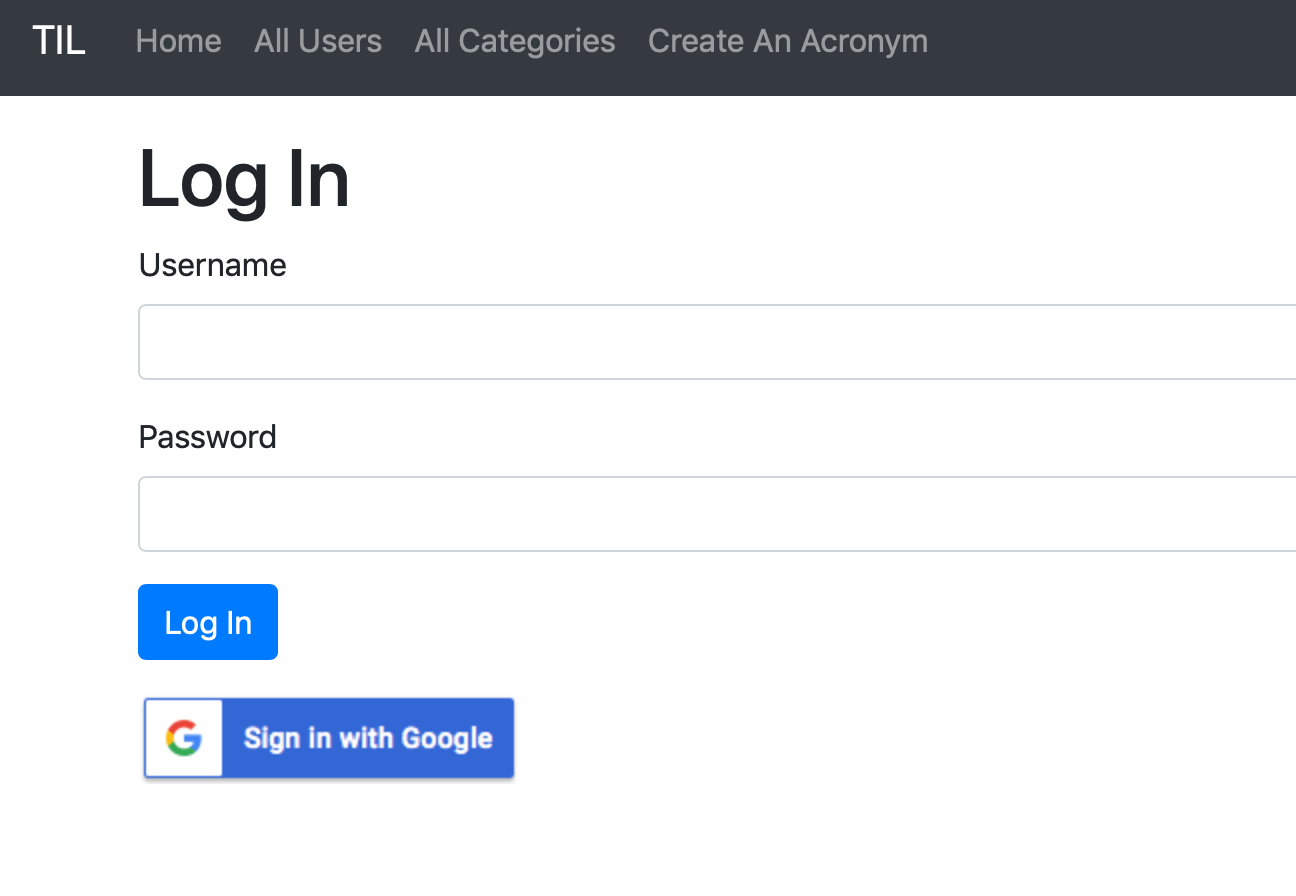 TIL Home All Users All Categories Create An Acronym
Log In
Username
Password
Log In
Sign in with Google